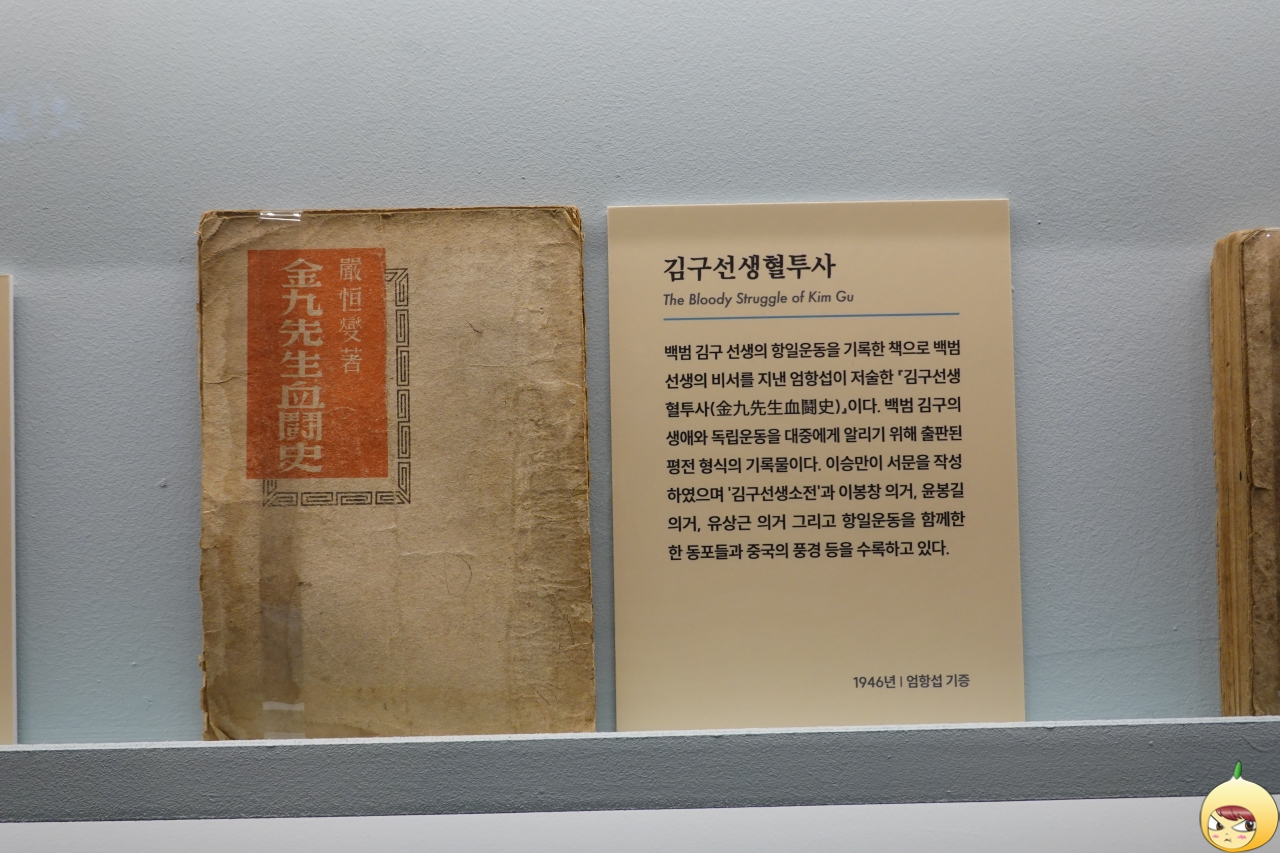 嚴恒燮著
金九先生血鬪史
김구선생혈투사
The Bloody Struggle of Kim Gu
백범 김구 선생의 항일운동을 기록한 책으로 백범
선생의 비서를 지낸 엄항섭이 저술한 『김구선생
혈투사(金九先生血鬪史)』이다. 백범 김구의
생애와 독립운동을 대중에게 알리기 위해 출판된
평전 형식의 기록물이다. 이승만이 서문을 작성
하였으며 '김구선생소전'과 이봉창 의거, 윤봉길
의거, 유상근 의거 그리고 항일운동을 함께한
한 동포들과 중국의 풍경 등을 수록하고 있다.
1946년 | 엄항섭 기증